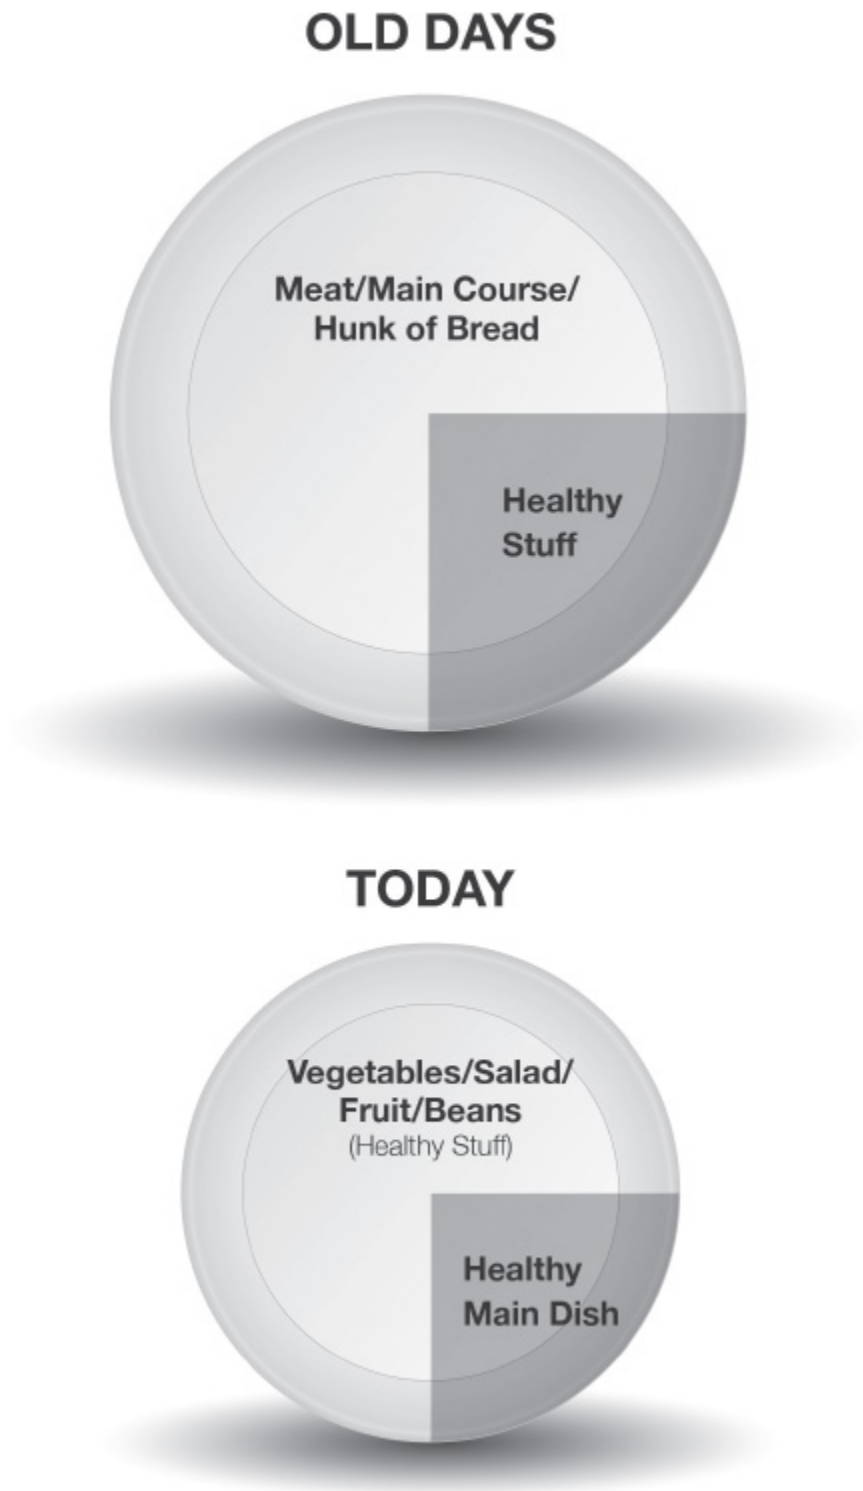 OLD DAYS
Meat/Main Course/
Hunk of Bread
Healthy
Stuff
TODAY
Vegetables/Salad/
Fruit/Beans
(Healthy Stuff)
Healthy
Main Dish